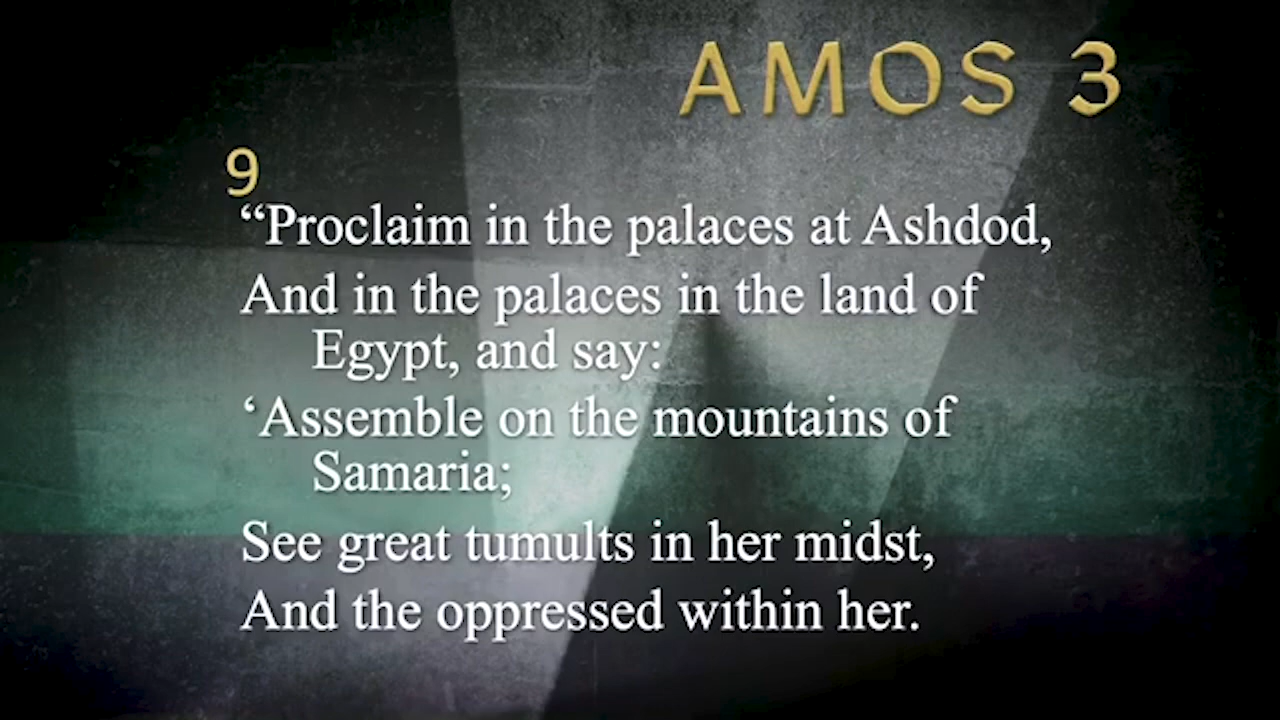 AMOS 3
9
“Proclaim in the palaces at Ashdod,
And in the palaces in the land of
Egypt, and say:
‘Assemble on the mountains of
Samaria;
See great tumults in her midst,
And the oppressed within her.